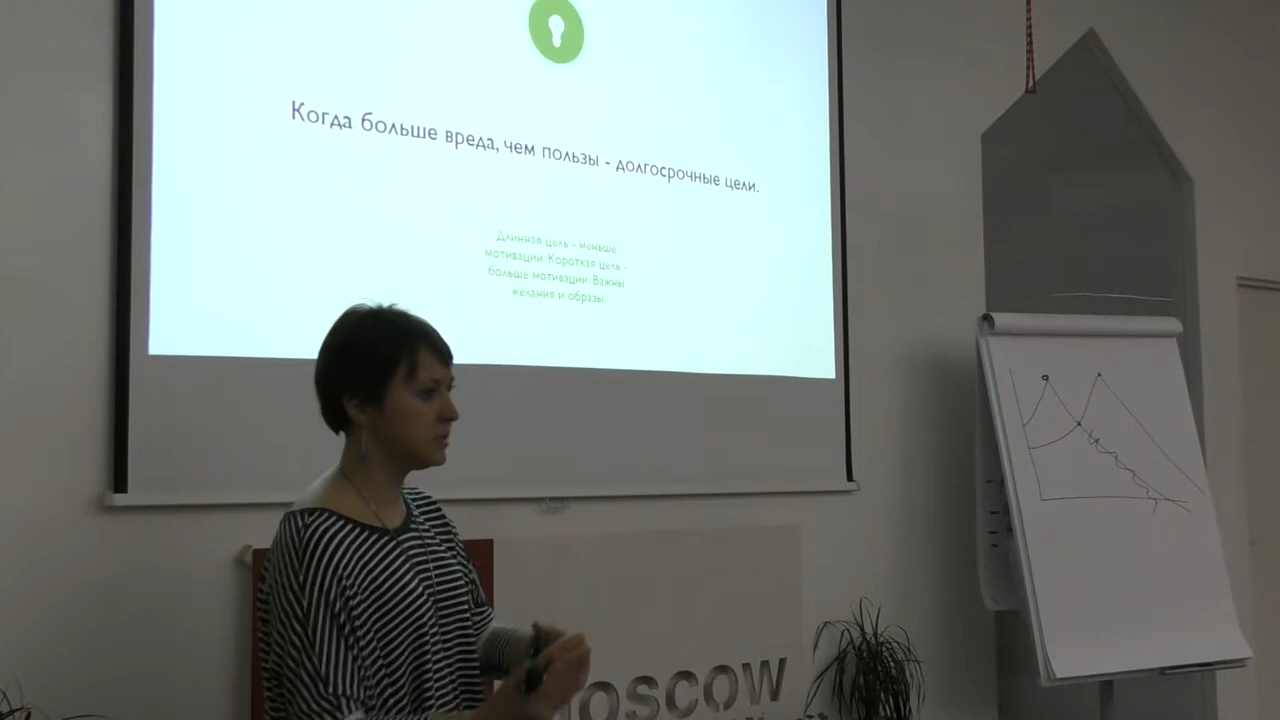 Когда больше вреда, чем пользы - долгосрочные цели.
Длинная цель - меньше
мотивации. Короткая цель -
больше мотивации. Важны
желания и образы.
MOSCOW